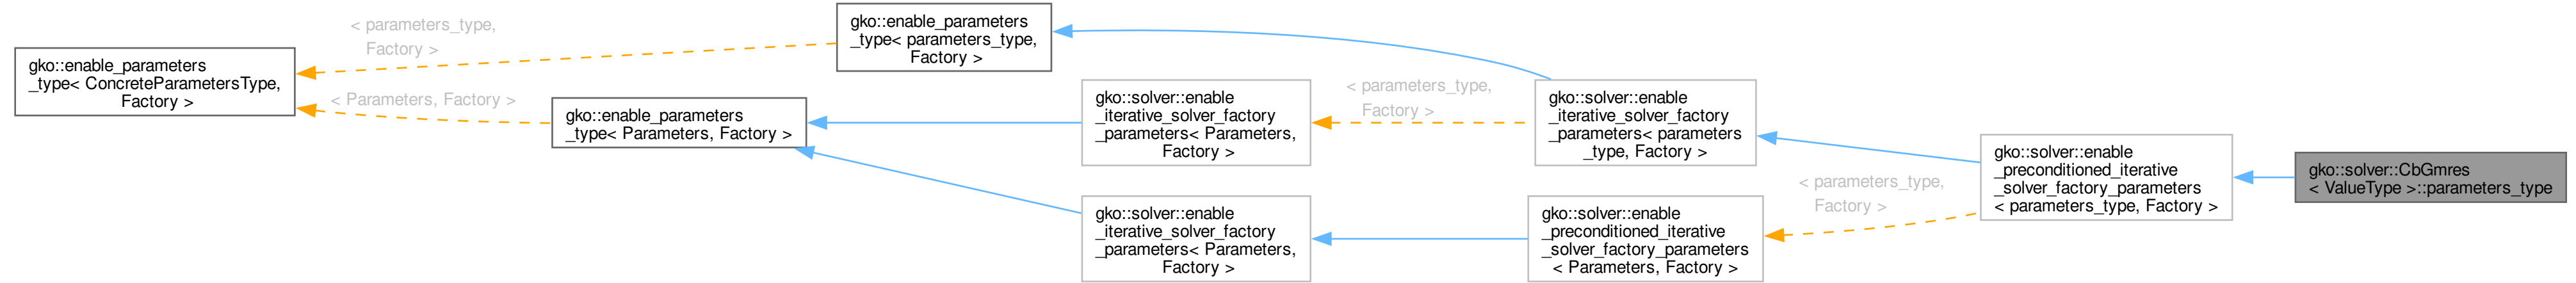 gko::enable_parameters
_type< ConcreteParametersType,
Factory >
< parameters_type,
Factory >
< Parameters, Factory >
gko::enable_parameters
_type< parameters_type,
Factory >
gko::enable_parameters
_type< Parameters, Factory >
gko::solver::enable
_iterative_solver_factory
_parameters< Parameters,
Factory >
gko::solver::enable
_iterative_solver_factory
_parameters< Parameters,
Factory >
< parameters_type,
Factory >
gko::solver::enable
_iterative_solver_factory
_parameters< parameters
_type, Factory >
gko::solver::enable
_preconditioned_iterative
_solver_factory_parameters
< Parameters, Factory >
< parameters_type,
Factory >
gko::solver::enable
_preconditioned_iterative
_solver_factory_parameters
< parameters_type, Factory >
gko::solver::CbGmres
< ValueType >::parameters_type